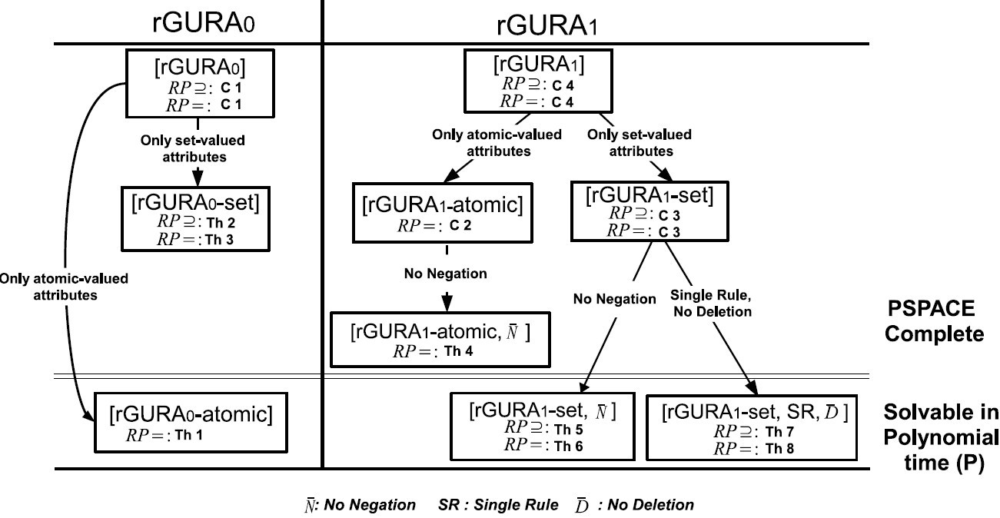 rGURA0
rGURA1
[rGURA0]
RP⊇: C 1
RP=: C 1
[rGURA1]
RP⊇: C 4
RP=: C 4
Only set-valued
attributes
Only atomic-valued
attributes
Only set-valued
attributes
[rGURA0-set]
RP⊇: Th 2
RP=: Th 3
[rGURA1-atomic]
RP=: C 2
[rGURA1-set]
RP⊇: C 3
RP=: C 3
Only atomic-valued
attributes
No Negation
No Negation
Single Rule,
No Deletion
[rGURA1-atomic, N̄ ]
RP=: Th 4
PSPACE
Complete
[rGURA0-atomic]
RP=: Th 1
[rGURA1-set, N̄ ]
RP⊇: Th 5
RP=: Th 6
[rGURA1-set, SR, D̄ ]
RP⊇: Th 7
RP=: Th 8
Solvable in
Polynomial
time (P)
N̄: No Negation SR : Single Rule D̄ : No Deletion